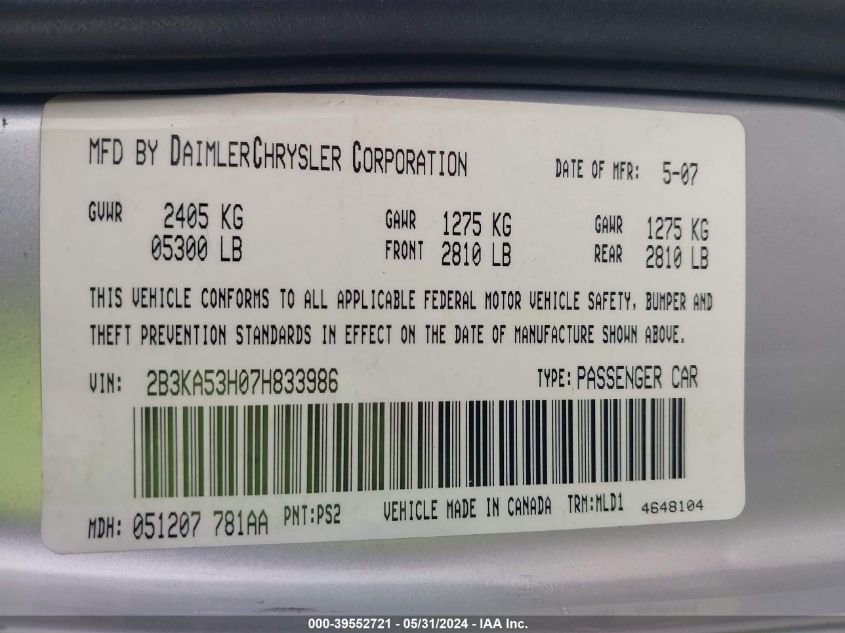 MFD BY DAIMLERCHRYSLER CORPORATION DATE OF MFR: 5-07
GVWR 2405 KG GAWR 1275 KG GAWR 1275 KG
05300 LB FRONT 2810 LB REAR 2810 LB
THIS VEHICLE CONFORMS TO ALL APPLICABLE FEDERAL MOTOR VEHICLE SAFETY, BUMPER AND
THEFT PREVENTION STANDARDS IN EFFECT ON THE DATE OF MANUFACTURE SHOWN ABOVE.
VIN: 2B3KA53H07H833986 TYPE: PASSENGER CAR
MDH: 051207 781AA PNT:PS2 VEHICLE MADE IN CANADA TRM:MLD1 4648104
000-39552721 - 05/31/2024 - IAA Inc.